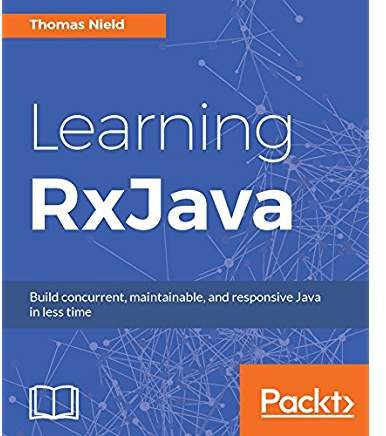 Thomas Nield
Learning
RxJava
Build concurrent, maintainable, and responsive Java
in less time
Packt>